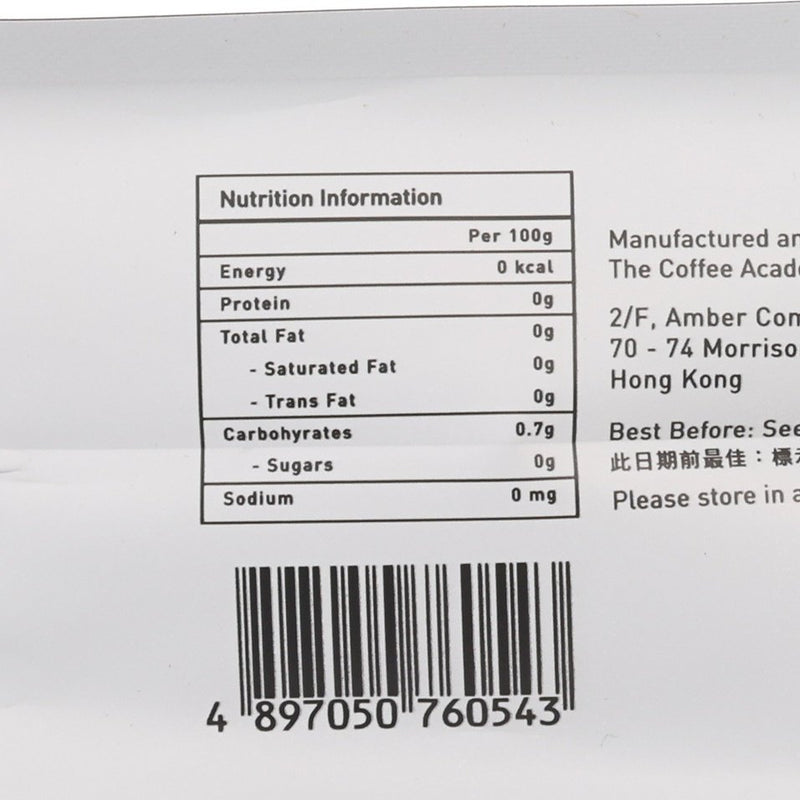 Nutrition Information
Per 100g
Energy 0 kcal
Protein 0g
Total Fat 0g
- Saturated Fat 0g
- Trans Fat 0g
Carbohyrates 0.7g
- Sugars 0g
Sodium 0 mg
4 897050 760543
Manufactured
The Coffee
2/F, Amber
70 - 74
Hong Kong
Best Before: See
此日期前最佳：標
Please store in